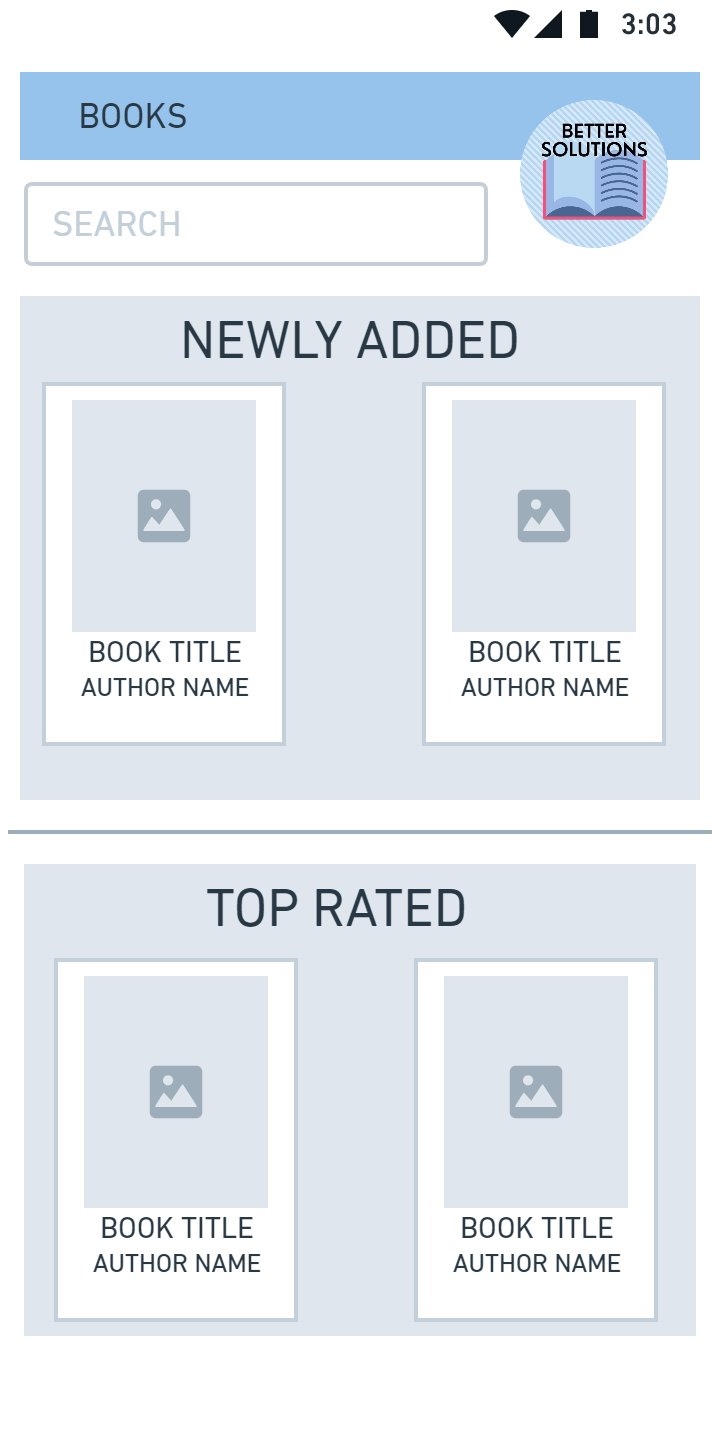 3:03
BOOKS
BETTER
SOLUTIONS
SEARCH
NEWLY ADDED
BOOK TITLE
AUTHOR NAME
BOOK TITLE
AUTHOR NAME
TOP RATED
BOOK TITLE
AUTHOR NAME
BOOK TITLE
AUTHOR NAME